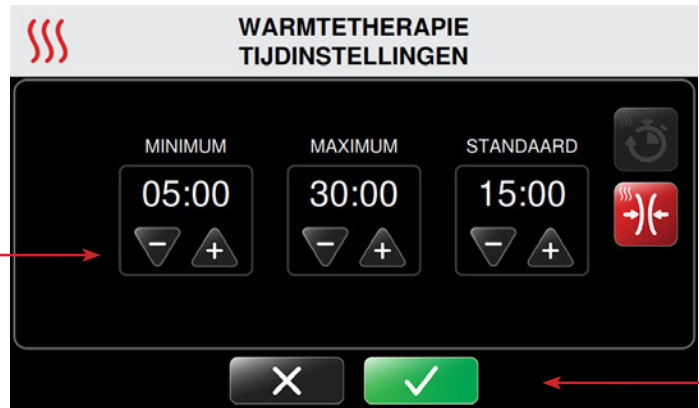 WARMTETHERAPIE
TIJDINSTELLINGEN
MINIMUM MAXIMUM STANDAARD
05:00 30:00 15:00